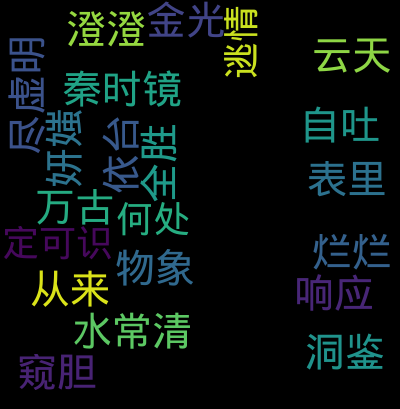 金光
澄澄
逃情
云天
尽虚明
秦时镜
妍媸
依台
全胜
自吐
表里
万古
何处
定可识
物象
烂烂
从来
响应
水常清
洞鉴
窥胆